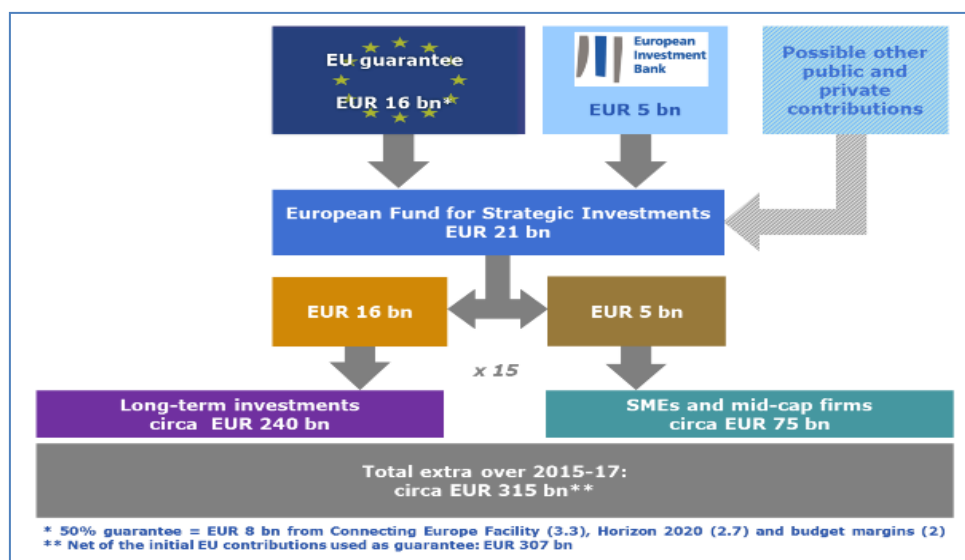 EU guarantee
EUR 16 bn*
European
Investment
Bank
EUR 5 bn
Possible other
public and
private
contributions
European Fund for Strategic Investments
EUR 21 bn
EUR 16 bn
EUR 5 bn
x 15
Long-term investments
circa EUR 240 bn
SMEs and mid-cap firms
circa EUR 75 bn
Total extra over 2015-17:
circa EUR 315 bn**
* 50% guarantee = EUR 8 bn from Connecting Europe Facility (3.3), Horizon 2020 (2.7) and budget margins (2)
** Net of the initial EU contributions used as guarantee: EUR 307 bn